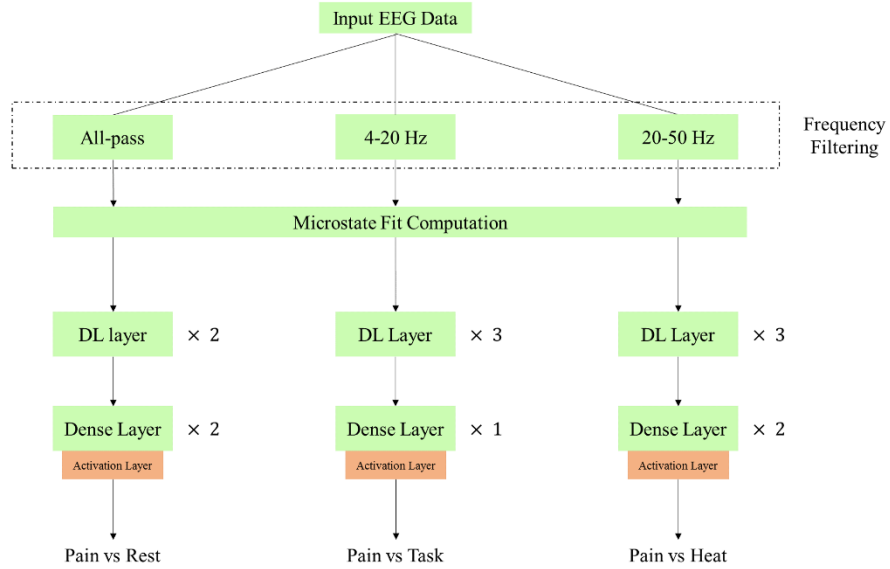 Input EEG Data
All-pass
4-20 Hz
20-50 Hz
Frequency
Filtering
Microstate Fit Computation
DL layer
× 2
DL Layer
× 3
DL Layer
× 3
Dense Layer
× 2
Dense Layer
× 1
Dense Layer
× 2
Activation Layer
Activation Layer
Activation Layer
Pain vs Rest
Pain vs Task
Pain vs Heat